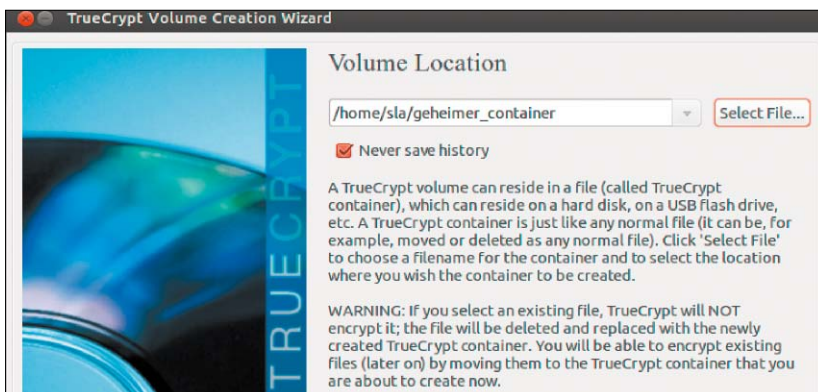 TrueCrypt Volume Creation Wizard
TRUECRYPT
Volume Location
/home/sla/geheimer_container
Select File...
Never save history
A TrueCrypt volume can reside in a file (called TrueCrypt
container), which can reside on a hard disk, on a USB flash drive,
etc. A TrueCrypt container is just like any normal file (it can be, for
example, moved or deleted as any normal file). Click 'Select File'
to choose a filename for the container and to select the location
where you wish the container to be created.
WARNING: If you select an existing file, TrueCrypt will NOT
encrypt it; the file will be deleted and replaced with the newly
created TrueCrypt container. You will be able to encrypt existing
files (later on) by moving them to the TrueCrypt container that you
are about to create now.